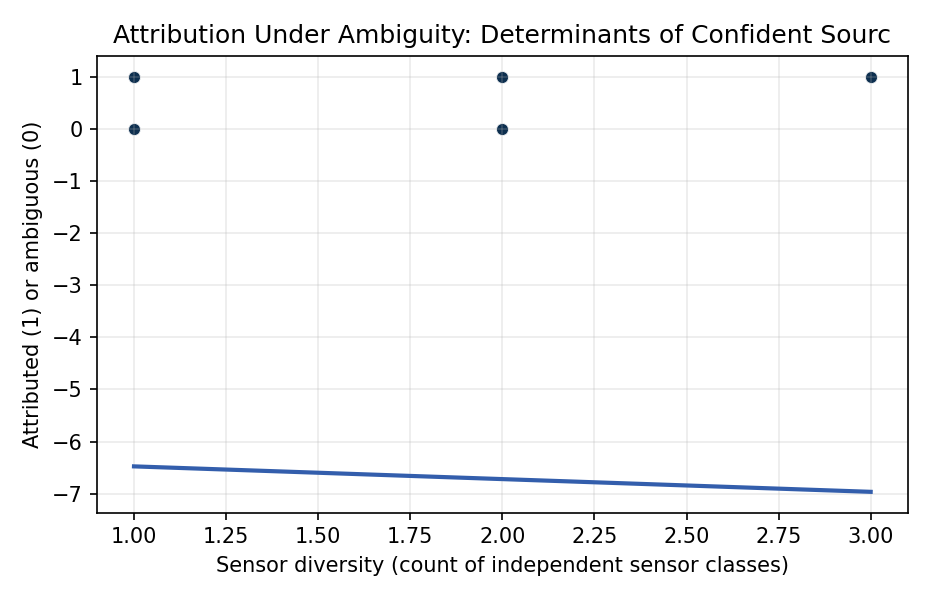 Attribution Under Ambiguity: Determinants of Confident Sourc
Attributed (1) or ambiguous (0)
1
0
−1
−2
−3
−4
−5
−6
−7
1.00 1.25 1.50 1.75 2.00 2.25 2.50 2.75 3.00
Sensor diversity (count of independent sensor classes)